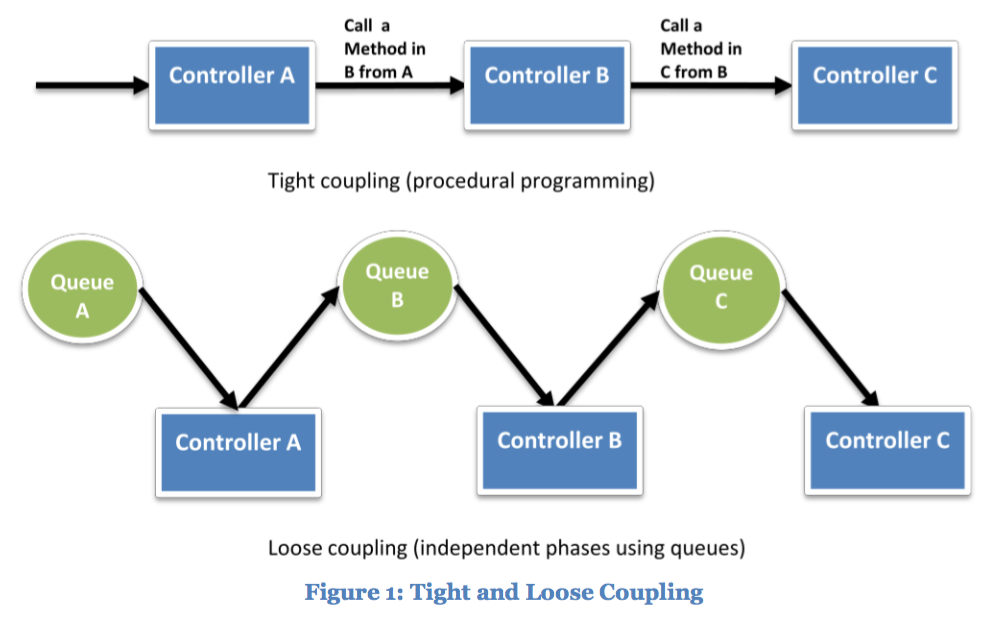 Call a
Method in
B from A
Call a
Method in
C from B
Controller A
Controller B
Controller C
Tight coupling (procedural programming)
Queue
A
Queue
B
Queue
C
Controller A
Controller B
Controller C
Loose coupling (independent phases using queues)
Figure 1: Tight and Loose Coupling